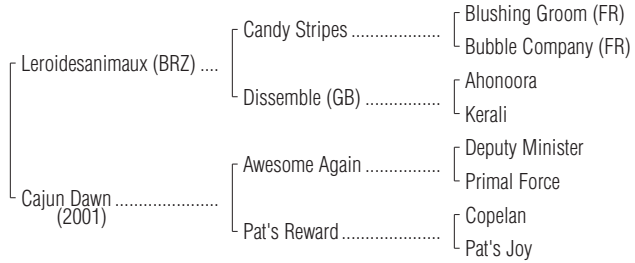 Blushing Groom (FR)
Candy Stripes ....................
Bubble Company (FR)
Leroidesanimaux (BRZ) ....
Ahonoora
Dissemble (GB) .................
Kerali
Deputy Minister
Awesome Again .................
Primal Force
Cajun Dawn .......................
(2001)
Copelan
Pat's Reward ......................
Pat's Joy